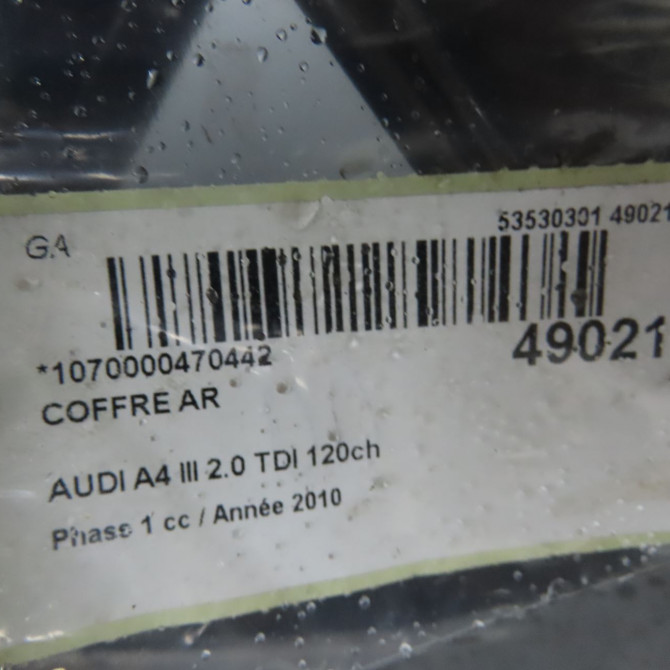 53530301 49021
G.A
*1070000470442
49021
COFFRE AR
AUDI A4 III 2.0 TDI 120ch
Phase 1 cc / Année 2010